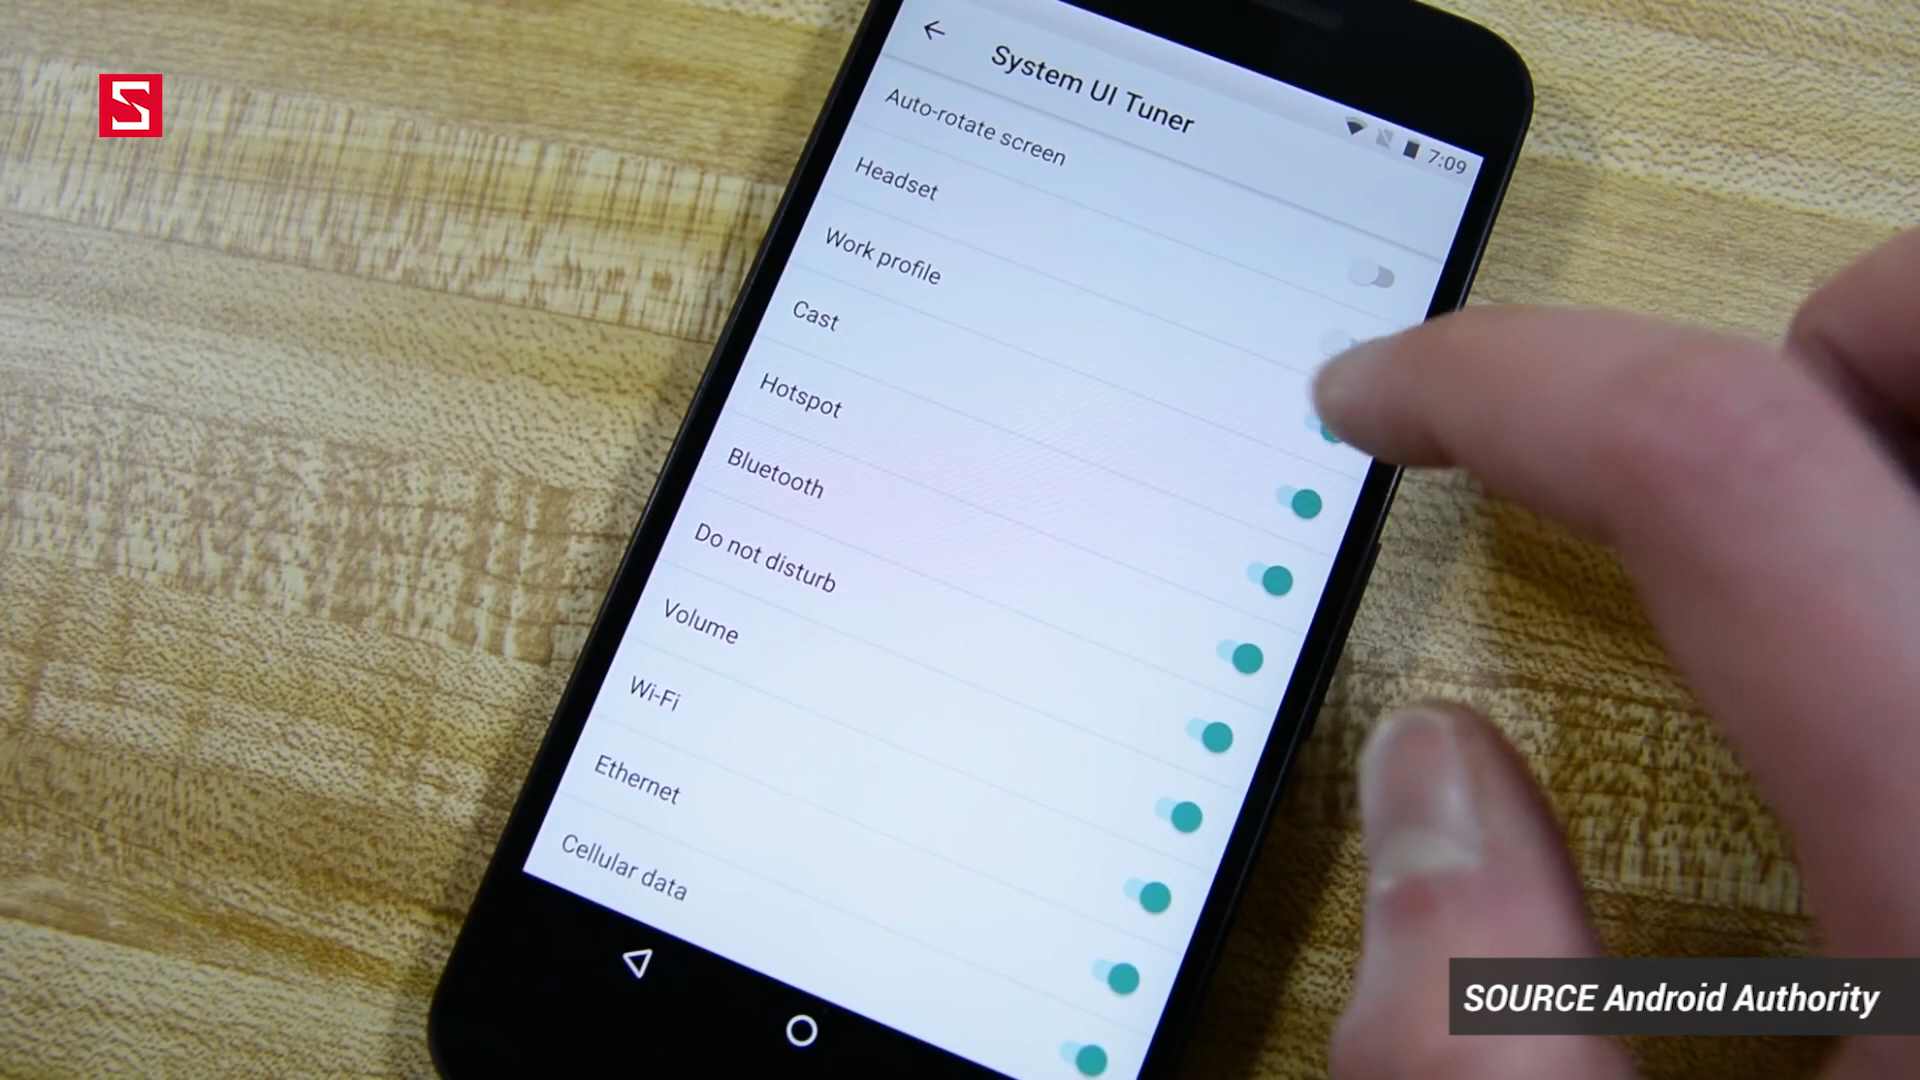 S
System UI Tuner
7:09
Auto-rotate screen
Headset
Work profile
Cast
Hotspot
Bluetooth
Do not disturb
Volume
Wi-Fi
Ethernet
Cellular data
SOURCE Android Authority